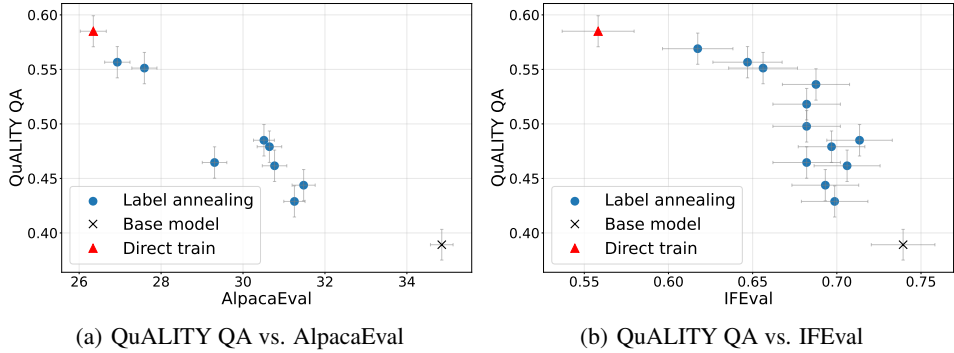 0.60
0.55
0.50
0.45
0.40
QuALITY QA
Label annealing
Base model
Direct train
26
28
30
32
34
AlpacaEval
(a) QuALITY QA vs. AlpacaEval
0.60
0.55
0.50
0.45
0.40
QuALITY QA
Label annealing
Base model
Direct train
0.55
0.60
0.65
0.70
0.75
IFEval
(b) QuALITY QA vs. IFEval